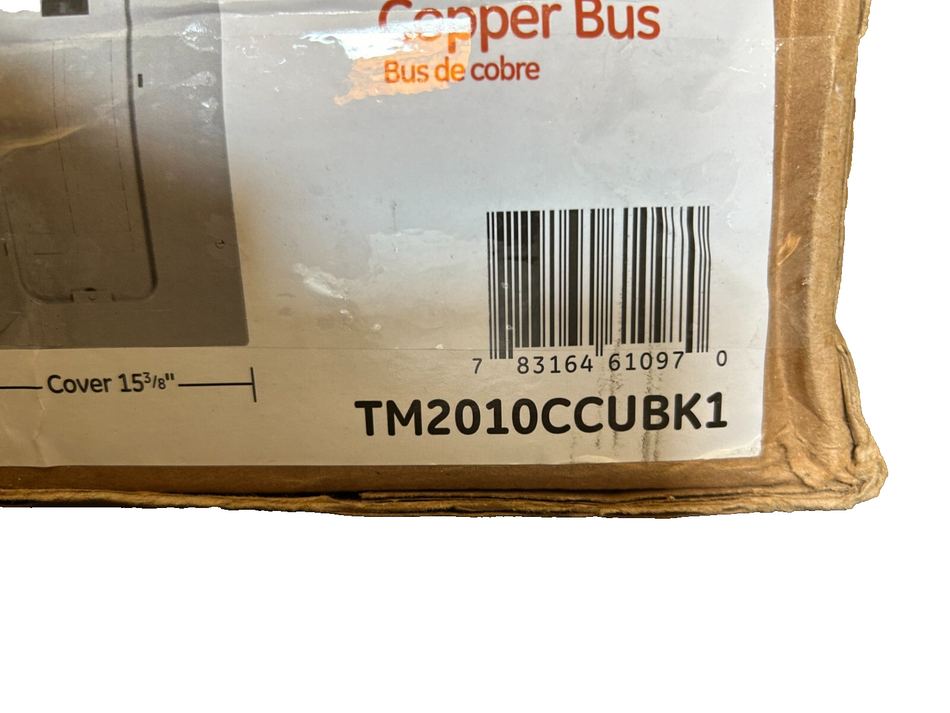 Copper Bus
Bus de cobre
7 83164 61097 0
Cover 15³/₈"
TM2010CCUBK1